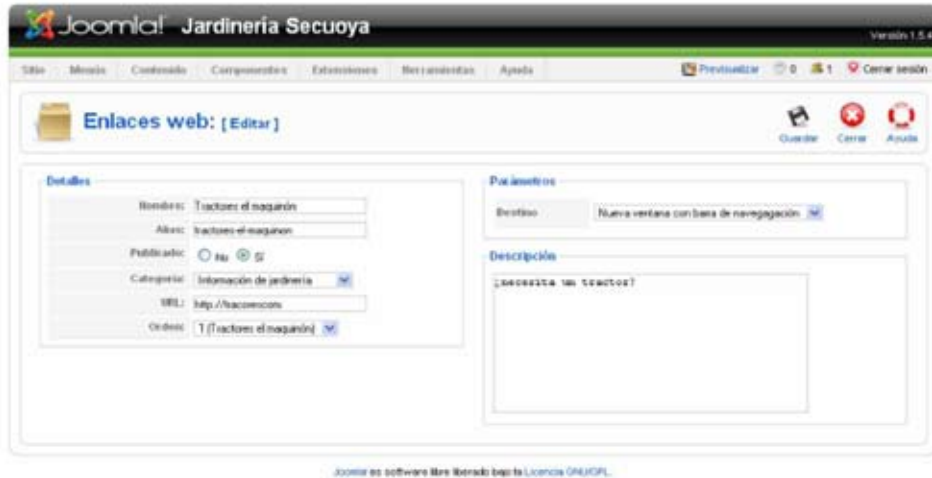 Joomla! Jardinería Secuoya
Versión 1.5.4
Sitio Menús Contenido Componentes Extensiones Herramientas Ayuda Previsualizar 0 1 Cerrar sesión
Enlaces web: [ Editar ]
Guardar Cerrar Ayuda
Detalles
Nombre: Tractores el maquinón
Alias: tractores-el-maquinon
Publicado: No Sí
Categoría: Información de jardinería
URL:
Orden: 1 (Tractores el maquinón)
Parámetros
Destino Nueva ventana con barra de navegagación
Descripción
¿necesita un tractor?
Joomla! es software libre liberado bajo la Licencia GNU/GPL.